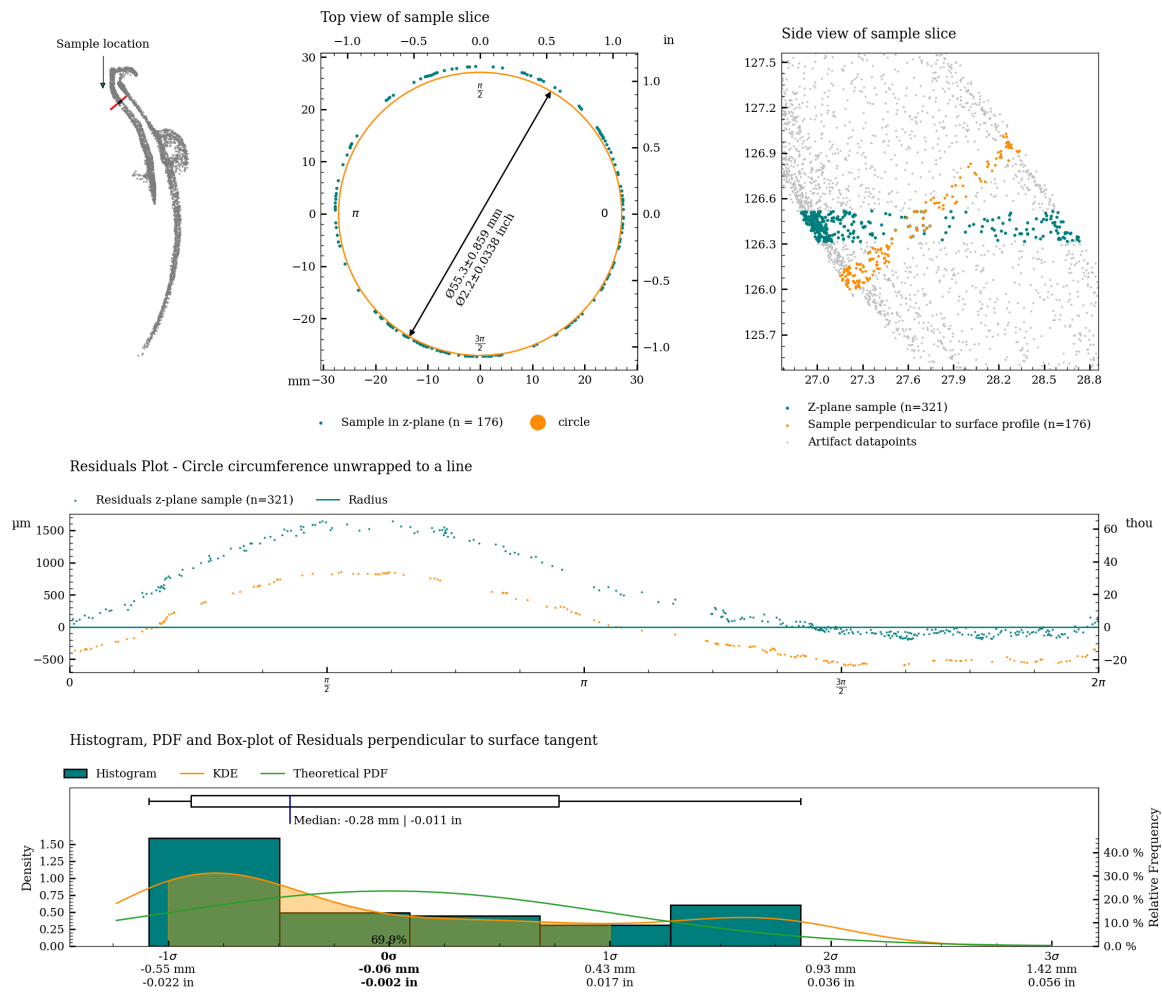 Top view of sample slice
Sample location
−1.0 −0.5 0.0 0.5 1.0 in
Side view of sample slice
30
20
10
0
−10
−20
mm
−30 −20 −10 0 10 20 30
1.0
0.5
0.0
−0.5
−1.0
π/2
π
0
3π/2
Ø55.3±0.859 mm
Ø2.2±0.0338 inch
Sample in z-plane (n = 176) circle
127.5
127.2
126.9
126.6
126.3
126.0
125.7
27.0 27.3 27.6 27.9 28.2 28.5 28.8
Z-plane sample (n=321)
Sample perpendicular to surface profile (n=176)
Artifact datapoints
Residuals Plot - Circle circumference unwrapped to a line
Residuals z-plane sample (n=321) Radius
µm
1500
1000
500
0
−500
thou
60
40
20
0
−20
0 π/2 π 3π/2 2π
Histogram, PDF and Box-plot of Residuals perpendicular to surface tangent
Histogram KDE Theoretical PDF
Median: -0.28 mm | -0.011 in
Density
1.50
1.25
1.00
0.75
0.50
0.25
0.00
40.0 %
30.0 %
20.0 %
10.0 %
0.0 %
Relative Frequency
69.9%
-1σ 0σ 1σ 2σ 3σ
-0.55 mm -0.06 mm 0.43 mm 0.93 mm 1.42 mm
-0.022 in -0.002 in 0.017 in 0.036 in 0.056 in